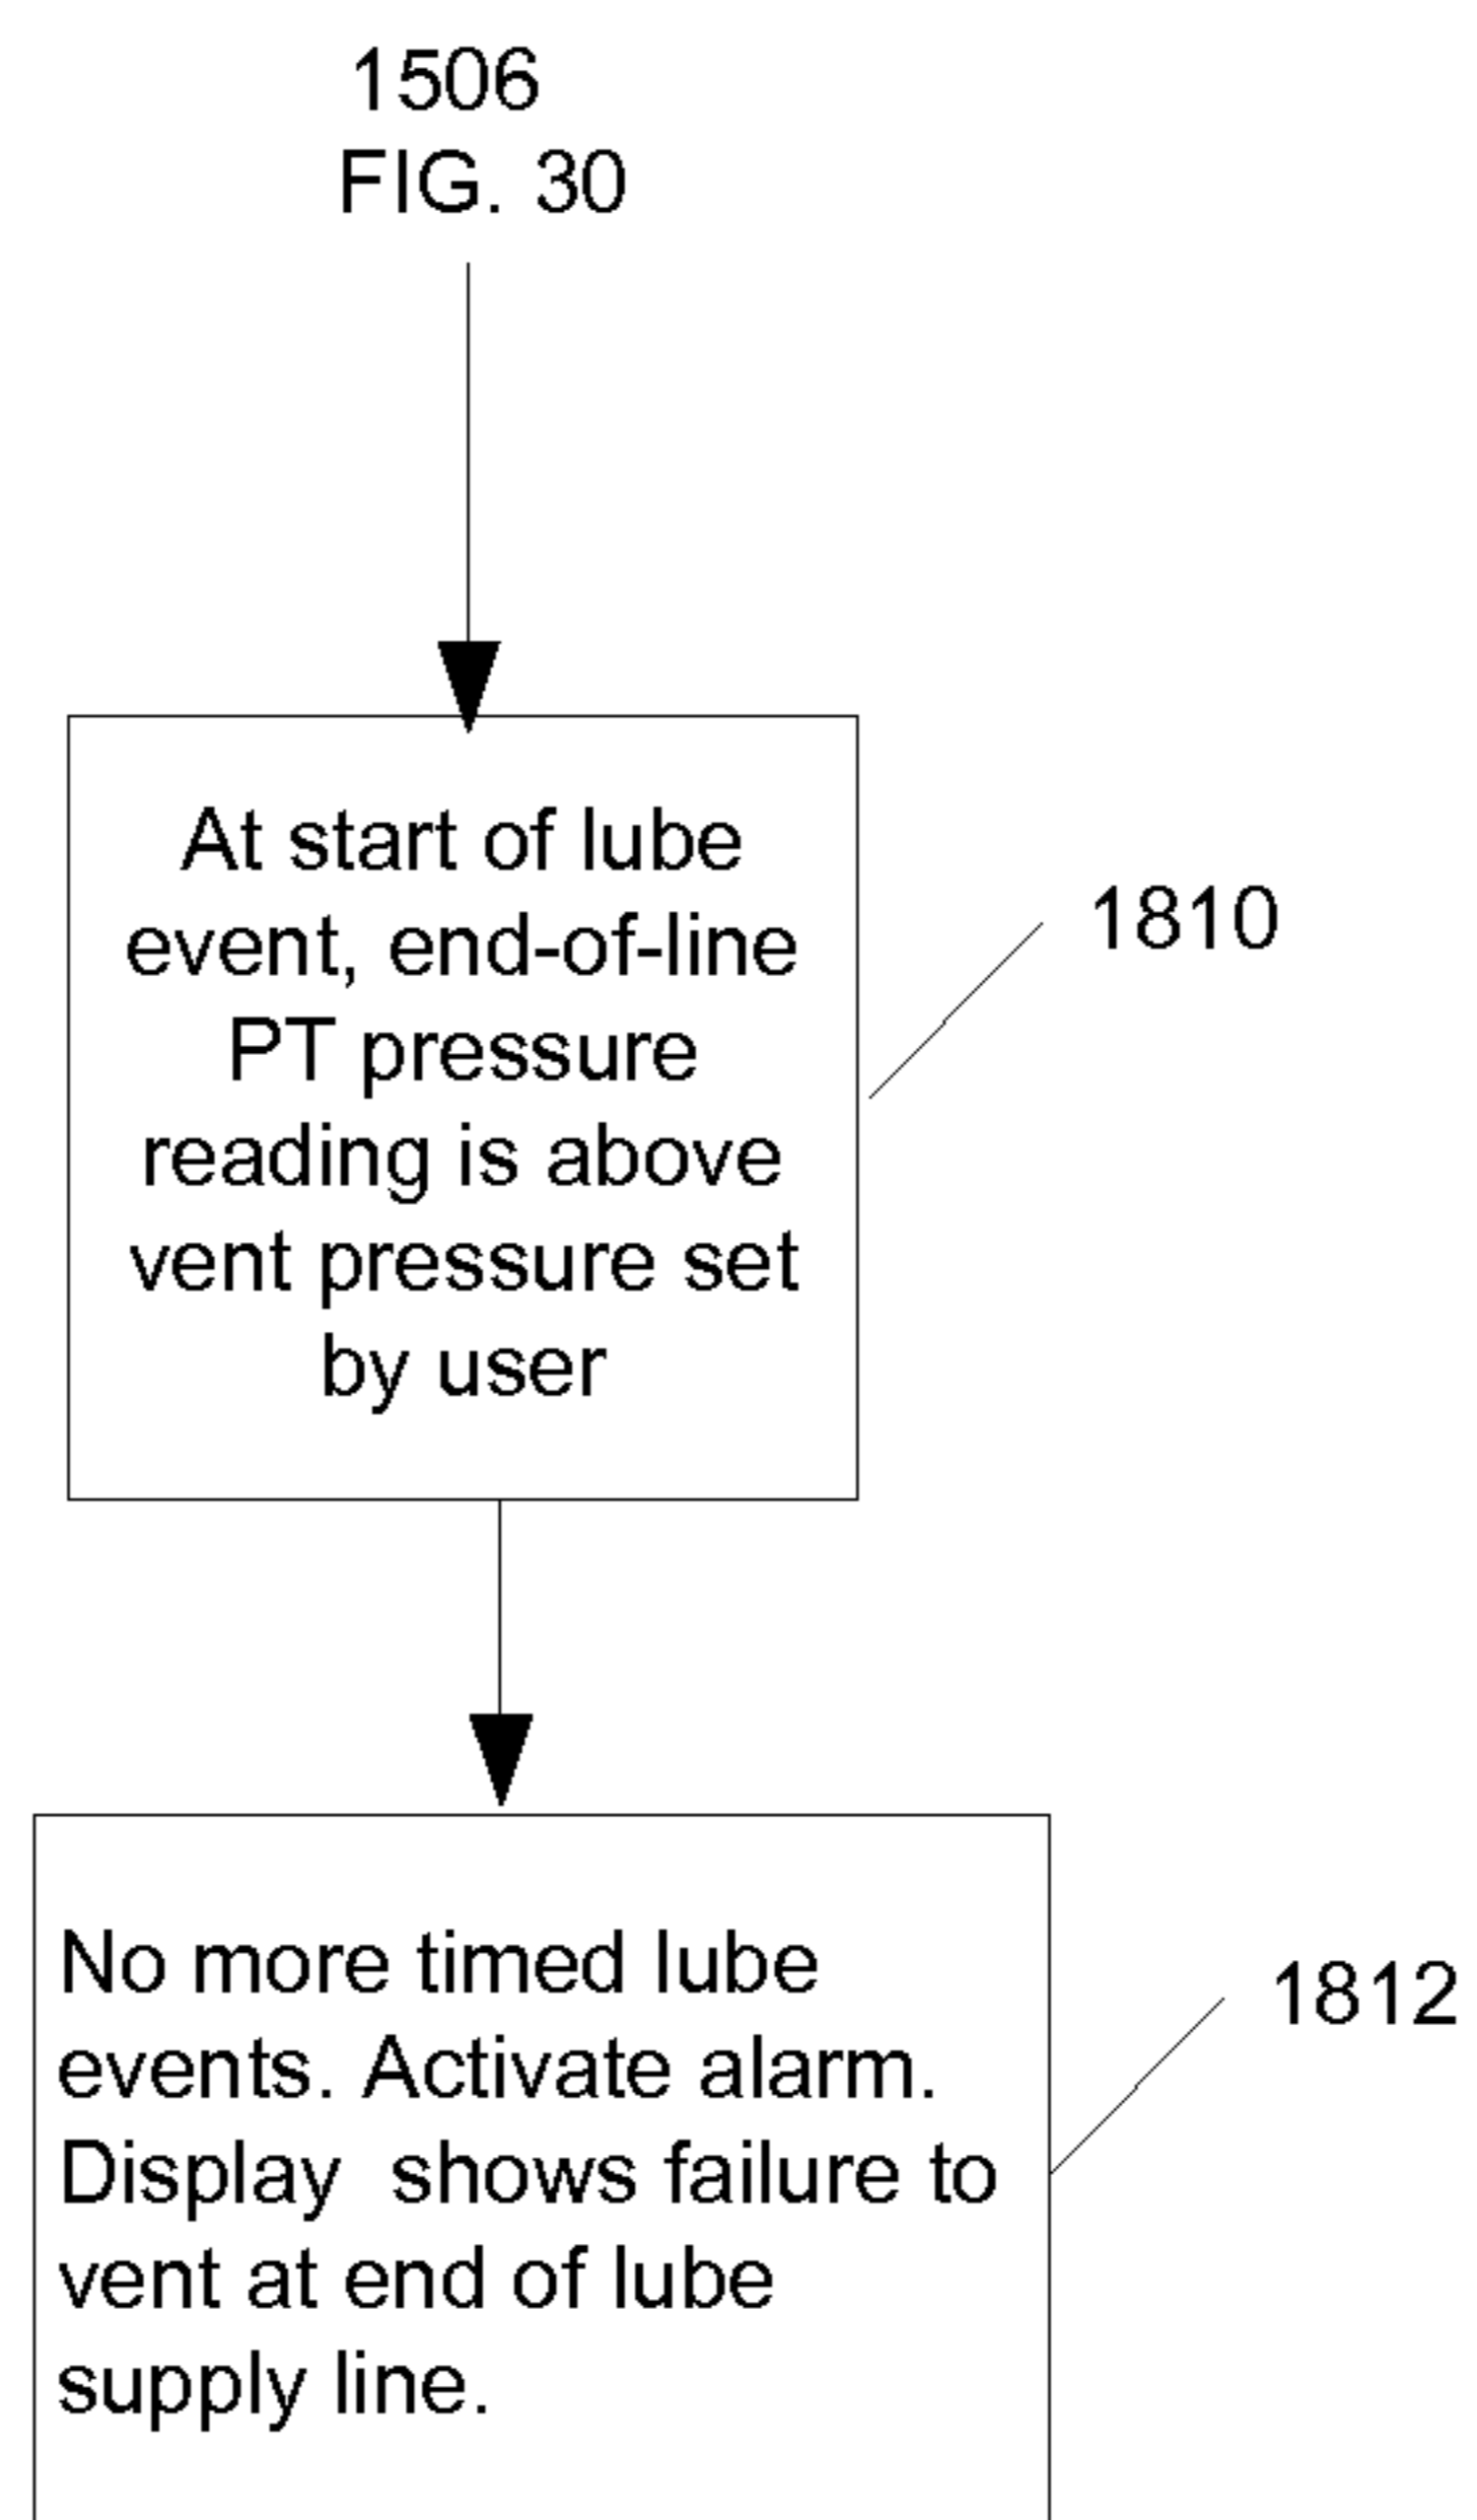 1506
FIG. 30
At start of lube
event, end-of-line
PT pressure
reading is above
vent pressure set
by user
1810
No more timed lube
events. Activate alarm.
Display  shows failure to
vent at end of lube
supply line.
1812